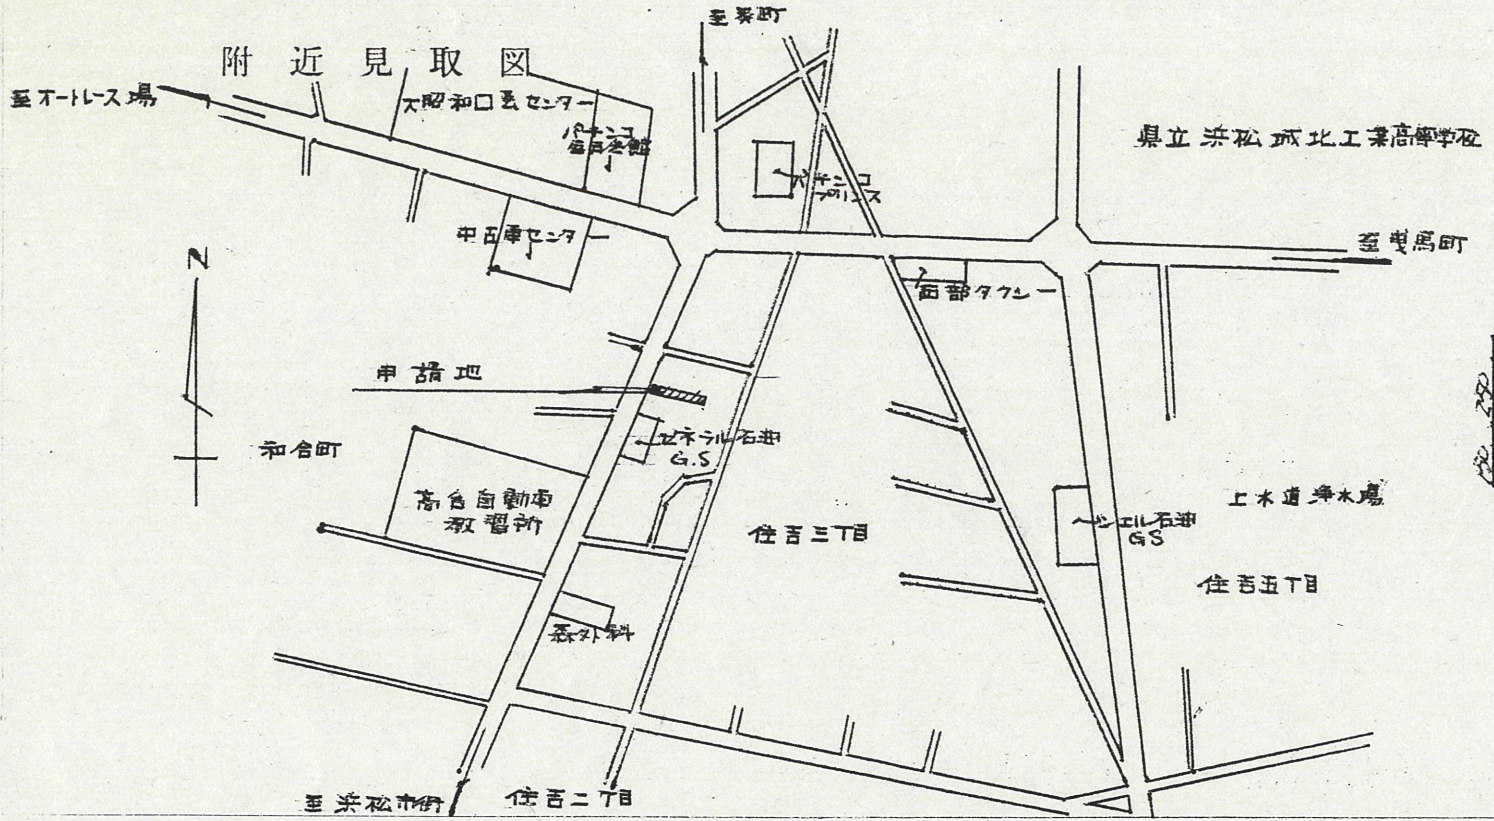 附近見取図
至泉町
至オートレース場
大昭和口芸センター
パチンコ
会館
県立浜松城北工業高等学校
パチンコ
プリンス
中古車センター
至曳馬町
西部タクシー
N
申請地
和合町
ゼネラル石油
G.S
高台自動車
教習所
住吉三丁目
上水道浄水場
シェル石油
GS
住吉五丁目
森外科
至浜松市街
住吉二丁目